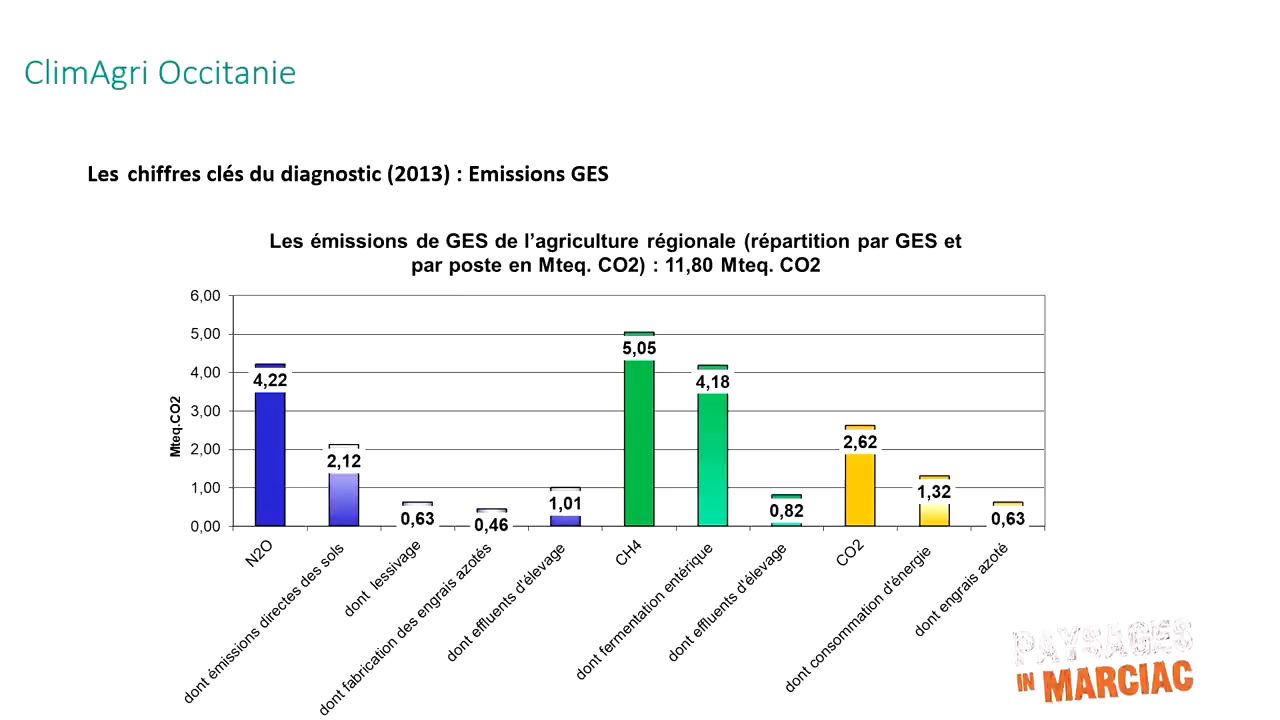 ClimAgri Occitanie
Les chiffres clés du diagnostic (2013) : Emissions GES
Les émissions de GES de l’agriculture régionale (répartition par GES et
par poste en Mteq. CO2) : 11,80 Mteq. CO2
Mteq.CO2
6,00
5,00
4,00
3,00
2,00
1,00
0,00
4,22
2,12
0,63
0,46
1,01
5,05
4,18
0,82
2,62
1,32
0,63
N2O
dont émissions directes des sols
dont lessivage
dont fabrication des engrais azotés
dont effluents d'élevage
CH4
dont fermentation entérique
dont effluents d'élevage
CO2
dont consommation d'énergie
dont engrais azoté
PAYSAGES
IN MARCIAC